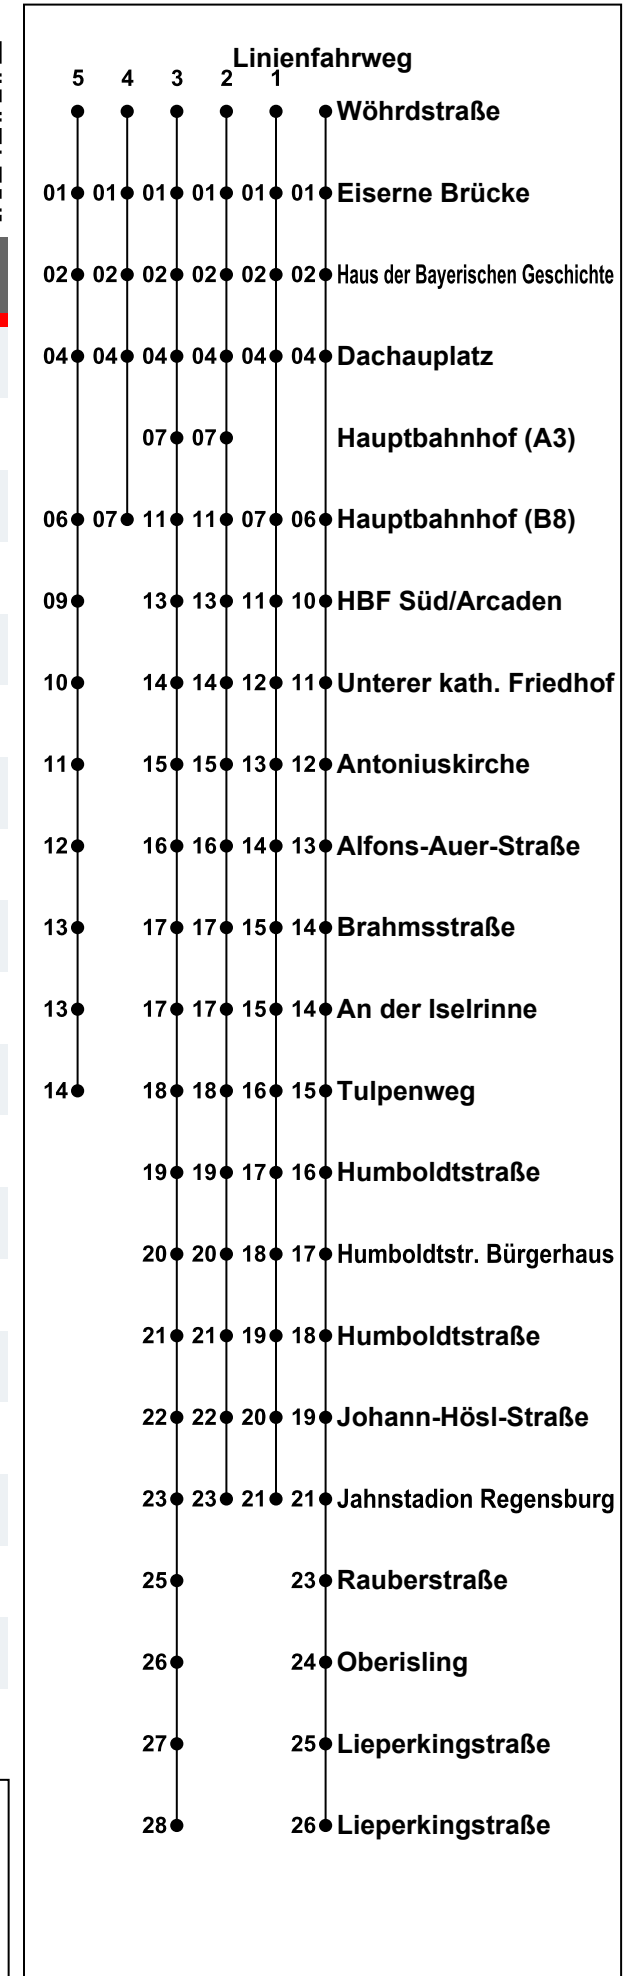 Linienfahrweg
5 4 3 2 1
Wöhrdstraße
01 01 01 01 01 01 Eiserne Brücke
02 02 02 02 02 02 Haus der Bayerischen Geschichte
04 04 04 04 04 04 Dachauplatz
07 07 Hauptbahnhof (A3)
06 07 11 11 07 06 Hauptbahnhof (B8)
09 13 13 11 10 HBF Süd/Arcaden
10 14 14 12 11 Unterer kath. Friedhof
11 15 15 13 12 Antoniuskirche
12 16 16 14 13 Alfons-Auer-Straße
13 17 17 15 14 Brahmsstraße
13 17 17 15 14 An der Iselrinne
14 18 18 16 15 Tulpenweg
19 19 17 16 Humboldtstraße
20 20 18 17 Humboldtstr. Bürgerhaus
21 21 19 18 Humboldtstraße
22 22 20 19 Johann-Hösl-Straße
23 23 21 21 Jahnstadion Regensburg
25 23 Rauberstraße
26 24 Oberisling
27 25 Lieperkingstraße
28 26 Lieperkingstraße